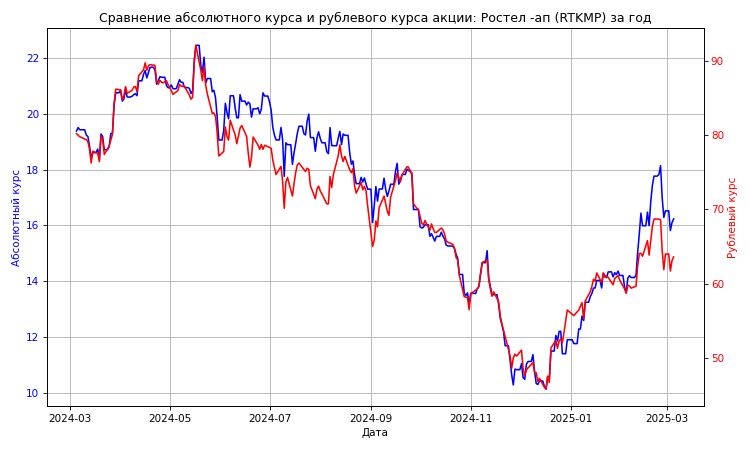 Сравнение абсолютного курса и рублевого курса акции: Ростел -ап (RTKMP) за год
22
20
18
16
14
12
10
Абсолютный курс
90
80
70
60
50
Рублевый курс
2024-03 2024-05 2024-07 2024-09 2024-11 2025-01 2025-03
Дата